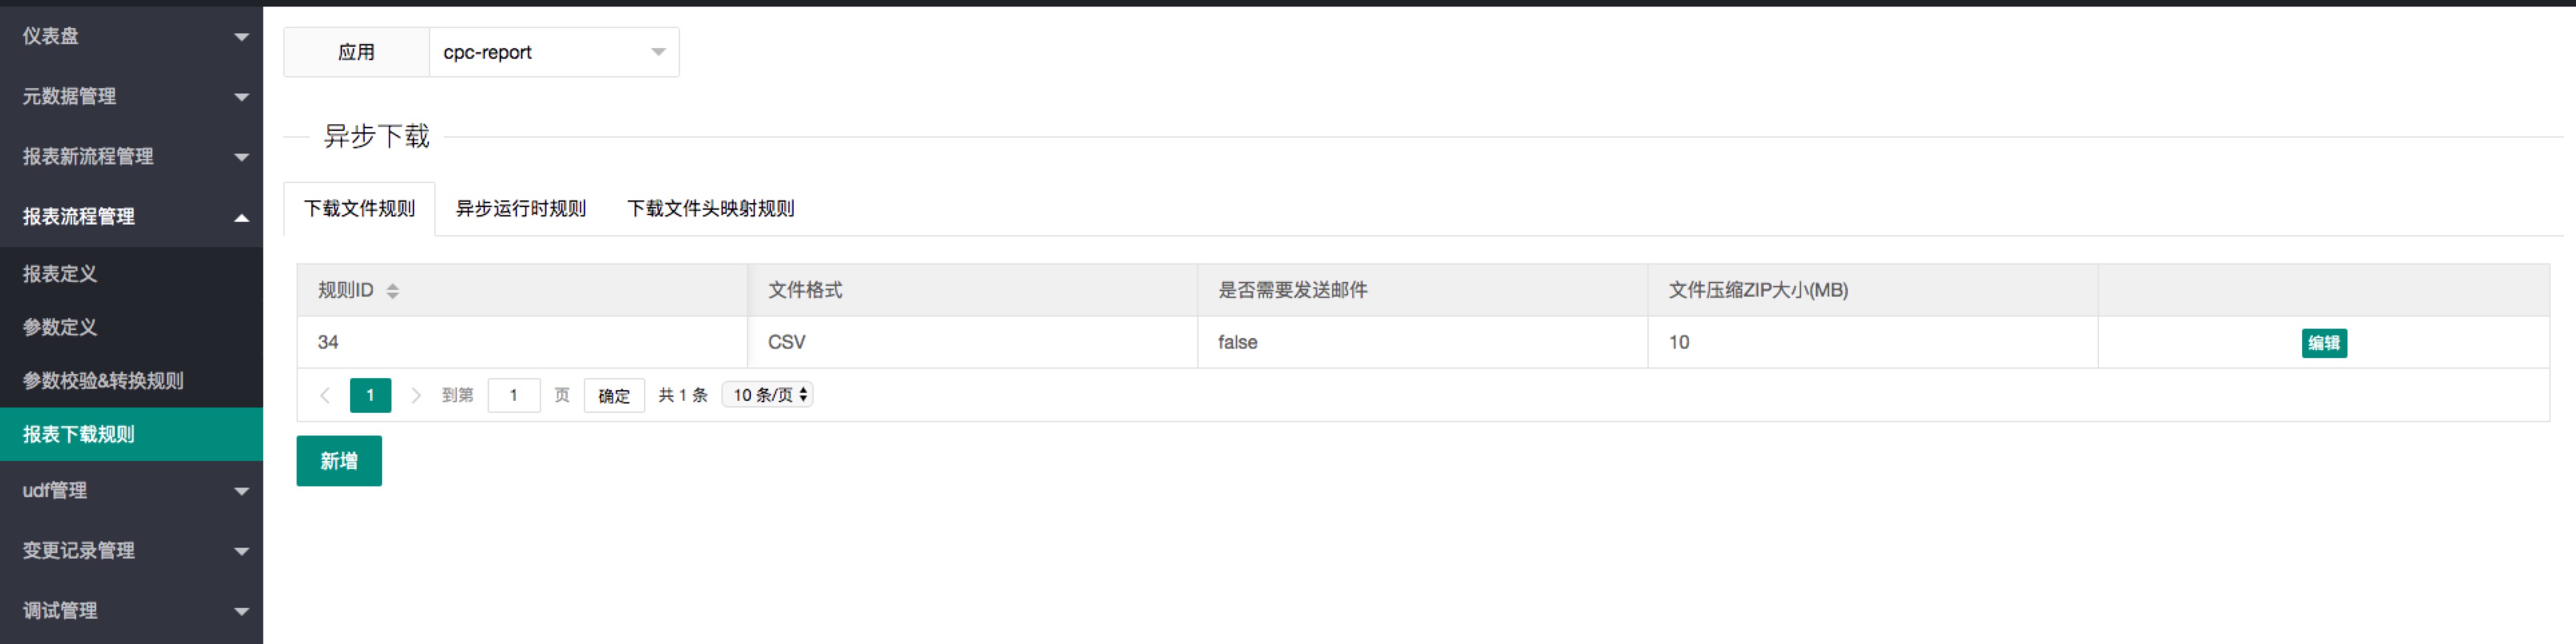 仪表盘
元数据管理
报表新流程管理
报表流程管理
报表定义
参数定义
参数校验&转换规则
报表下载规则
udf管理
变更记录管理
调试管理
应用 cpc-report
异步下载
下载文件规则 异步运行时规则 下载文件头映射规则
规则ID 文件格式 是否需要发送邮件 文件压缩ZIP大小(MB)
34 CSV false 10 编辑
1 到第 1 页 确定 共 1 条 10 条/页
新增